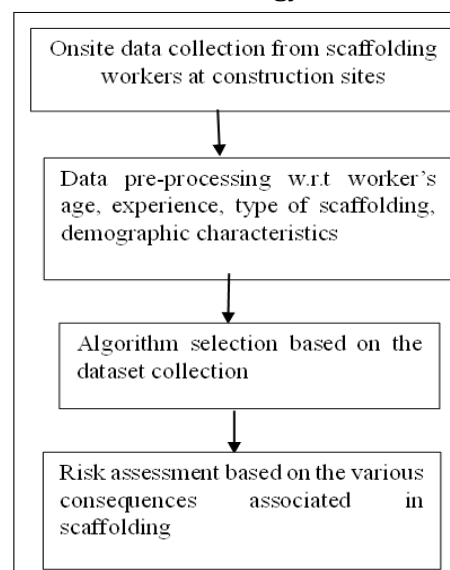 Onsite data collection from scaffolding
workers at construction sites
Data pre-processing w.r.t worker's
age, experience, type of scaffolding,
demographic characteristics
Algorithm selection based on the
dataset collection
Risk assessment based on the various
consequences associated in
scaffolding